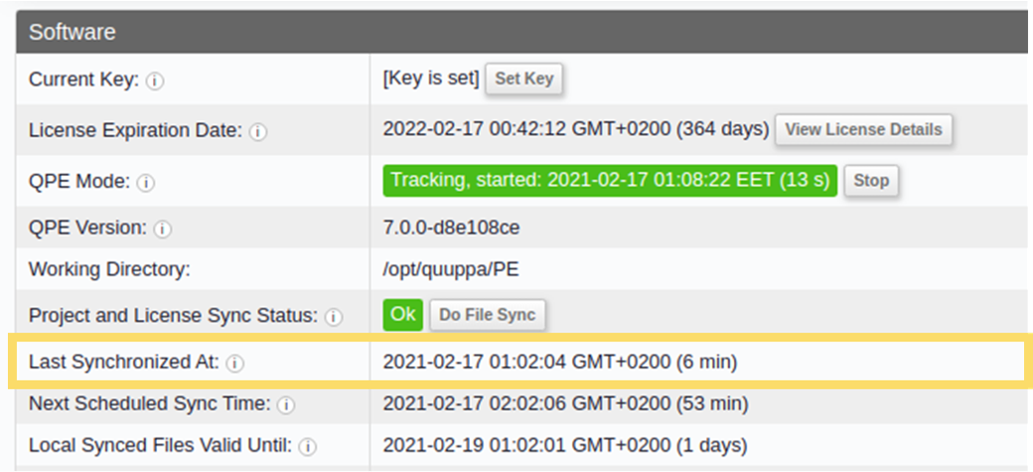 Software
Current Key: [Key is set] Set Key
License Expiration Date: 2022-02-17 00:42:12 GMT+0200 (364 days) View License Details
QPE Mode: Tracking, started: 2021-02-17 01:08:22 EET (13 s) Stop
QPE Version: 7.0.0-d8e108ce
Working Directory: /opt/quuppa/PE
Project and License Sync Status: Ok Do File Sync
Last Synchronized At: 2021-02-17 01:02:04 GMT+0200 (6 min)
Next Scheduled Sync Time: 2021-02-17 02:02:06 GMT+0200 (53 min)
Local Synced Files Valid Until: 2021-02-19 01:02:01 GMT+0200 (1 days)